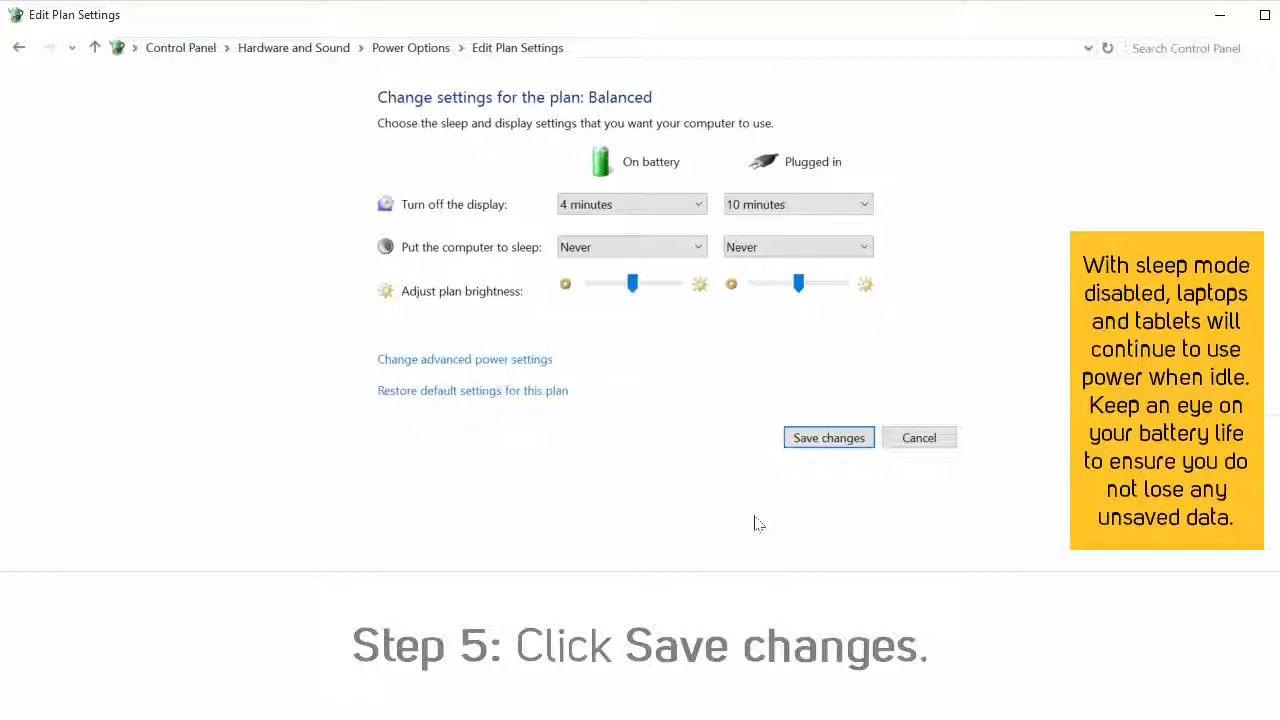 Edit Plan Settings
Control Panel > Hardware and Sound > Power Options > Edit Plan Settings
Search Control Panel
Change settings for the plan: Balanced
Choose the sleep and display settings that you want your computer to use.
On battery
Plugged in
Turn off the display: 4 minutes 10 minutes
Put the computer to sleep: Never Never
Adjust plan brightness:
Change advanced power settings
Restore default settings for this plan
Save changes Cancel
With sleep mode
disabled, laptops
and tablets will
continue to use
power when idle.
Keep an eye on
your battery life
to ensure you do
not lose any
unsaved data.
Step 5: Click Save changes.